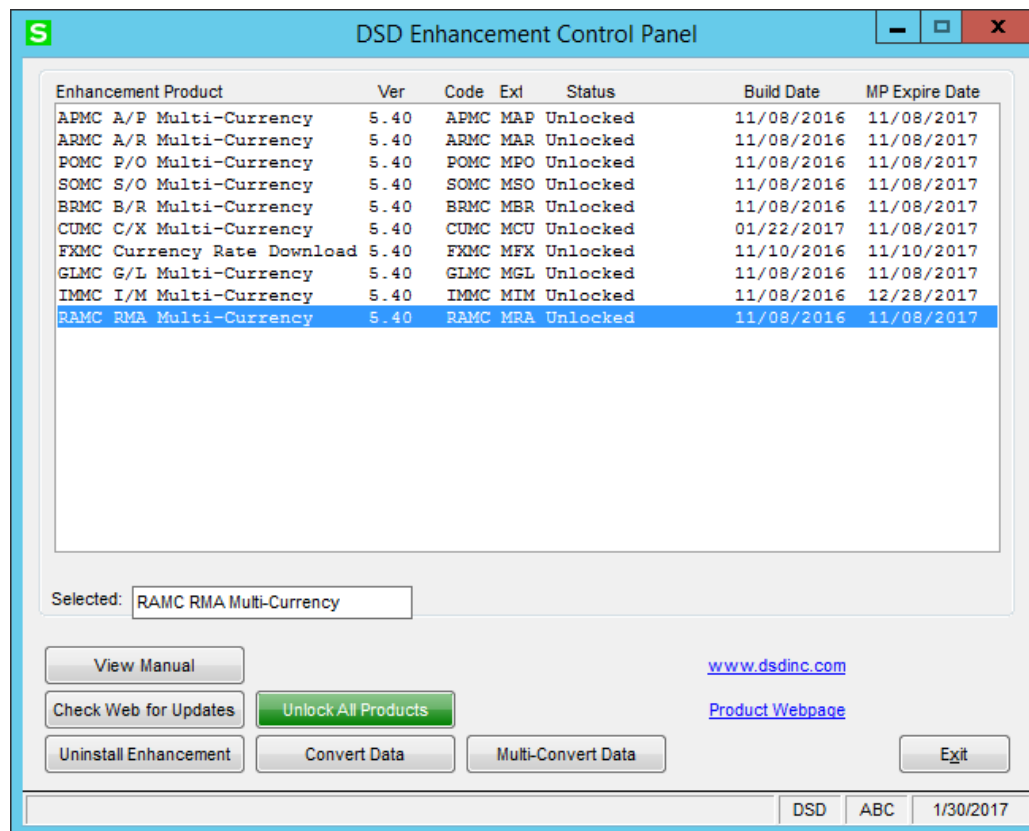 S DSD Enhancement Control Panel X
Enhancement Product Ver Code Ext Status Build Date MP Expire Date
APMC A/P Multi-Currency 5.40 APMC MAP Unlocked 11/08/2016 11/08/2017
ARMC A/R Multi-Currency 5.40 ARMC MAR Unlocked 11/08/2016 11/08/2017
POMC P/O Multi-Currency 5.40 POMC MPO Unlocked 11/08/2016 11/08/2017
SOMC S/O Multi-Currency 5.40 SOMC MSO Unlocked 11/08/2016 11/08/2017
BRMC B/R Multi-Currency 5.40 BRMC MBR Unlocked 11/08/2016 11/08/2017
CUMC C/X Multi-Currency 5.40 CUMC MCU Unlocked 01/22/2017 11/08/2017
FXMC Currency Rate Download 5.40 FXMC MFX Unlocked 11/10/2016 11/10/2017
GLMC G/L Multi-Currency 5.40 GLMC MGL Unlocked 11/08/2016 11/08/2017
IMMC I/M Multi-Currency 5.40 IMMC MIM Unlocked 11/08/2016 12/28/2017
RAMC RMA Multi-Currency 5.40 RAMC MRA Unlocked 11/08/2016 11/08/2017
Selected: RAMC RMA Multi-Currency
View Manual www.dsdinc.com
Check Web for Updates Unlock All Products Product Webpage
Uninstall Enhancement Convert Data Multi-Convert Data Exit
DSD ABC 1/30/2017